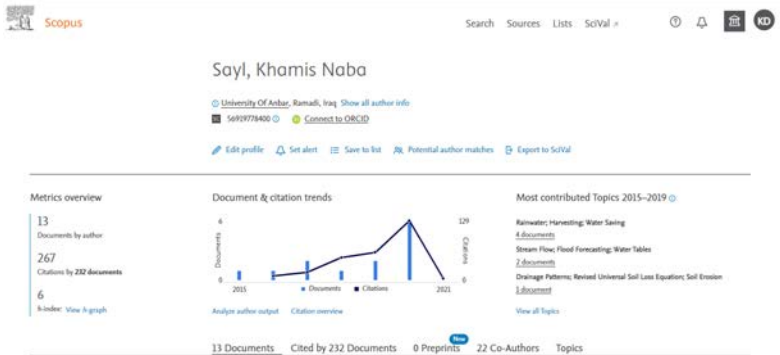 Scopus
Search Sources Lists SciVal
KD
Sayl, Khamis Naba
University Of Anbar, Ramadi, Iraq Show all author info
56919778400 Connect to ORCID
Edit profile Set alert Save to list Potential author matches Export to SciVal
Metrics overview
13
Documents by author
267
Citations by 232 documents
6
h-index: View h-graph
Document & citation trends
6
Documents
0
129
Citations
0
2015
2021
Documents Citations
Analyze author output Citation overview
Most contributed Topics 2015–2019
Rainwater; Harvesting; Water Saving
4 documents
Stream Flow; Flood Forecasting; Water Tables
2 documents
Drainage Patterns; Revised Universal Soil Loss Equation; Soil Erosion
1 document
View all Topics
New
13 Documents Cited by 232 Documents 0 Preprints 22 Co-Authors Topics